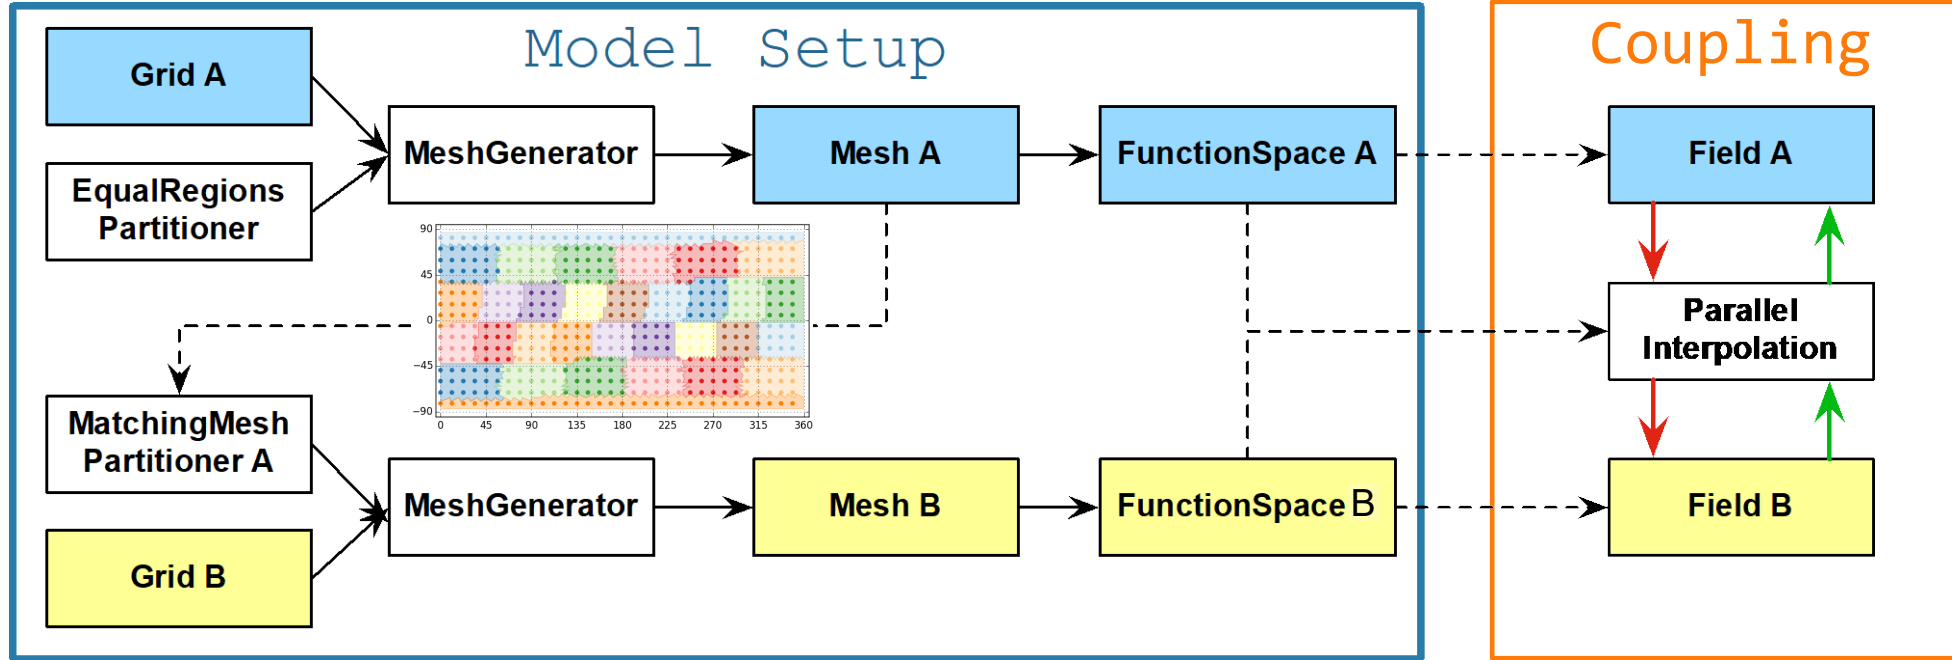 Model Setup
Coupling
Grid A
EqualRegions
Partitioner
MeshGenerator
Mesh A
FunctionSpace A
Field A
90
45
0
−45
−90
0 45 90 135 180 225 270 315 360
Parallel
Interpolation
MatchingMesh
Partitioner A
Grid B
MeshGenerator
Mesh B
FunctionSpace B
Field B